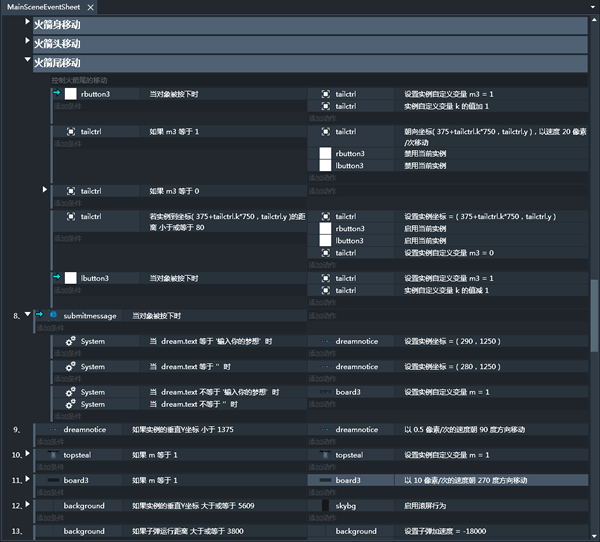 MainSceneEventSheet
火箭身移动
火箭头移动
火箭尾移动
控制火箭尾的移动
rbutton3 当对象被按下时 tailctrl 设置实例自定义变量 m3 = 1
添加条件 tailctrl 实例自定义变量 k 的值加 1
添加动作
tailctrl 如果 m3 等于 1 tailctrl 朝向坐标( 375+tailctrl.k*750 , tailctrl.y ) , 以速度 20 像素
添加条件 /次移动
rbutton3 禁用当前实例
lbutton3 禁用当前实例
添加动作
tailctrl 如果 m3 等于 0 添加动作
tailctrl 若实例到坐标( 375+tailctrl.k*750 , tailctrl.y )的距 tailctrl 设置实例坐标 = ( 375+tailctrl.k*750 , tailctrl.y )
离 小于或等于 80 rbutton3 启用当前实例
添加条件 lbutton3 启用当前实例
tailctrl 设置实例自定义变量 m3 = 0
添加动作
lbutton3 当对象被按下时 tailctrl 设置实例自定义变量 m3 = 1
添加条件 tailctrl 实例自定义变量 k 的值减 1
添加动作
8、 submitmessage 当对象被按下时 添加动作
添加条件
System 当 dream.text 等于 '输入你的梦想' 时 dreamnotice 设置实例坐标 = ( 290 , 1250 )
添加条件 添加动作
System 当 dream.text 等于 '' 时 dreamnotice 设置实例坐标 = ( 280 , 1250 )
添加条件 添加动作
System 当 dream.text 不等于 '输入你的梦想' 时 board3 设置实例自定义变量 m = 1
System 当 dream.text 不等于 '' 时 添加动作
添加条件
9、 dreamnotice 如果实例的垂直Y坐标 小于 1375 dreamnotice 以 0.5 像素/次的速度朝 90 度方向移动
添加条件 添加动作
10、 topsteal 如果 m 等于 1 topsteal 设置实例自定义变量 m = 1
添加条件 添加动作
11、 board3 如果 m 等于 1 board3 以 10 像素/次的速度朝 270 度方向移动
添加条件 添加动作
12、 background 如果实例的垂直Y坐标 大于或等于 5609 skybg 启用滚屏行为
添加条件 添加动作
13、 background 如果子弹运行距离 大于或等于 3800 background 设置子弹加速度 = -18000